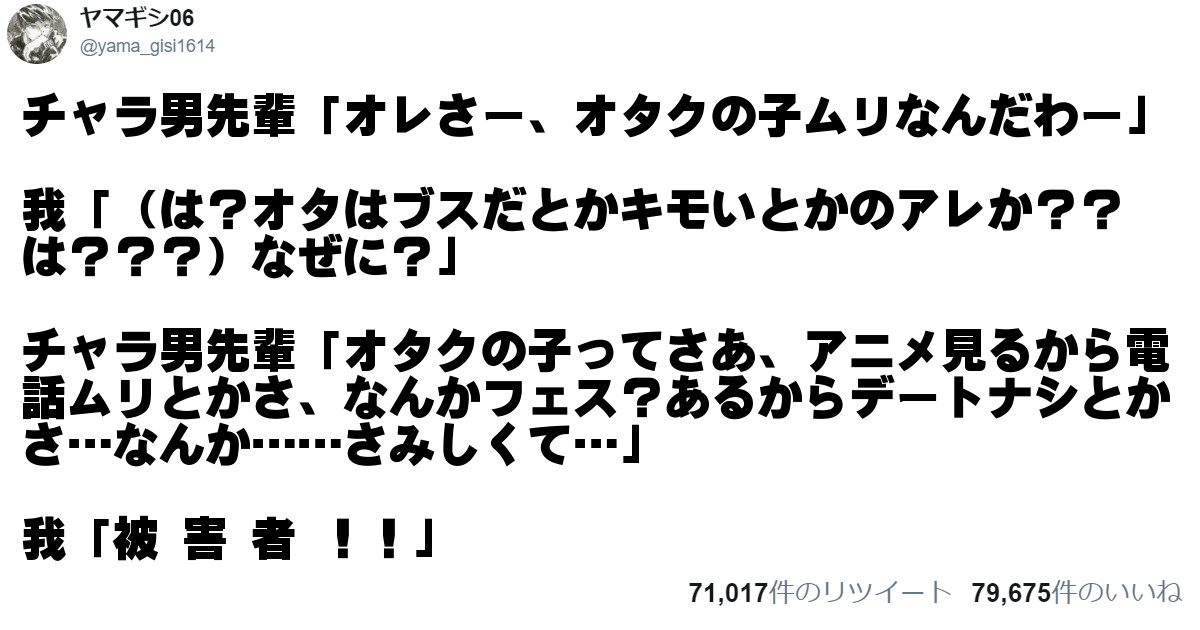 ヤマギシ06
@yama_gisi1614
チャラ男先輩「オレさー、オタクの子ムリなんだわー」
我「（は？オタはブスだとかキモいとかのアレか？？
は？？？）なぜに？」
チャラ男先輩「オタクの子ってさあ、アニメ見るから電
話ムリとかさ、なんかフェス？あるからデートナシとか
さ…なんか……さみしくて…」
我「被 害 者 ！！」
71,017件のリツイート 79,675件のいいね